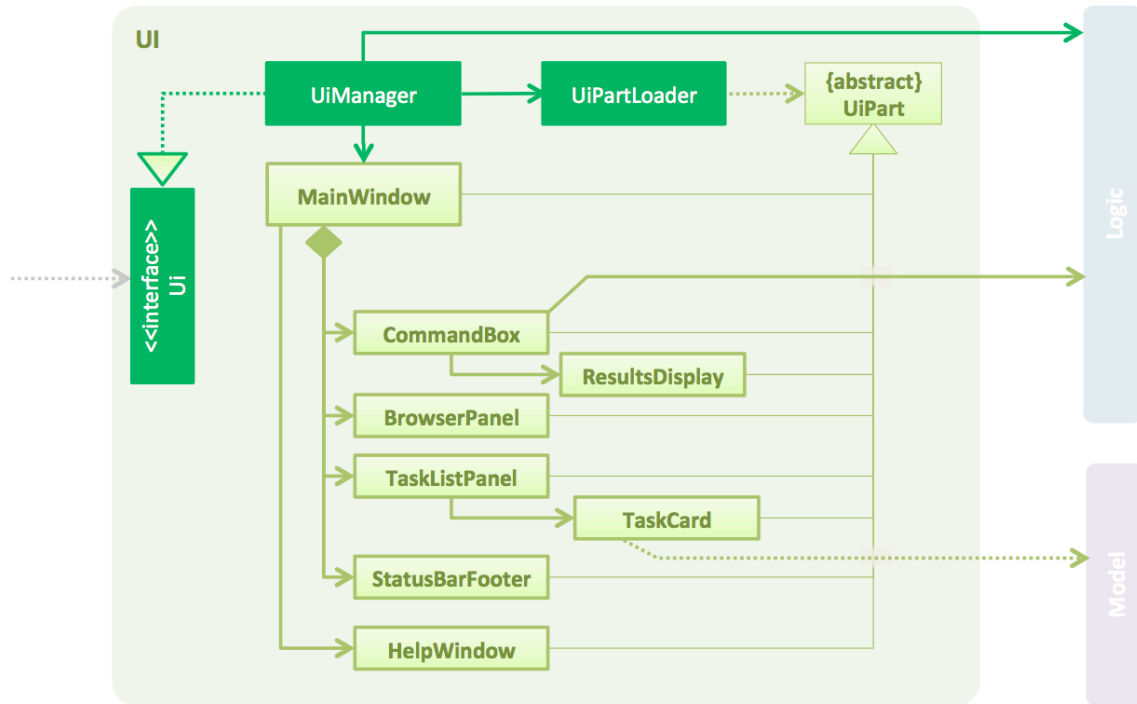 UI
UiManager
UiPartLoader
{abstract}
UiPart
MainWindow
<<interface>>
Ui
Logic
CommandBox
ResultsDisplay
BrowserPanel
TaskListPanel
TaskCard
StatusBarFooter
HelpWindow
Model